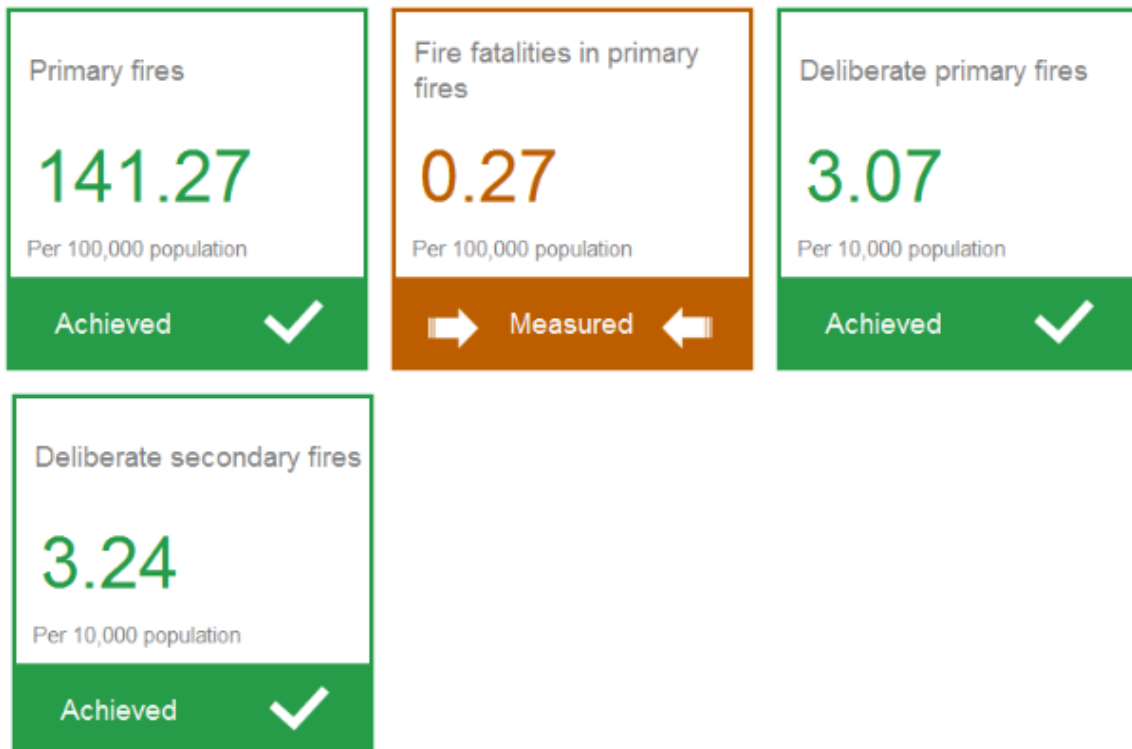 Primary fires
141.27
Per 100,000 population
Achieved
Fire fatalities in primary
fires
0.27
Per 100,000 population
Measured
Deliberate primary fires
3.07
Per 10,000 population
Achieved
Deliberate secondary fires
3.24
Per 10,000 population
Achieved